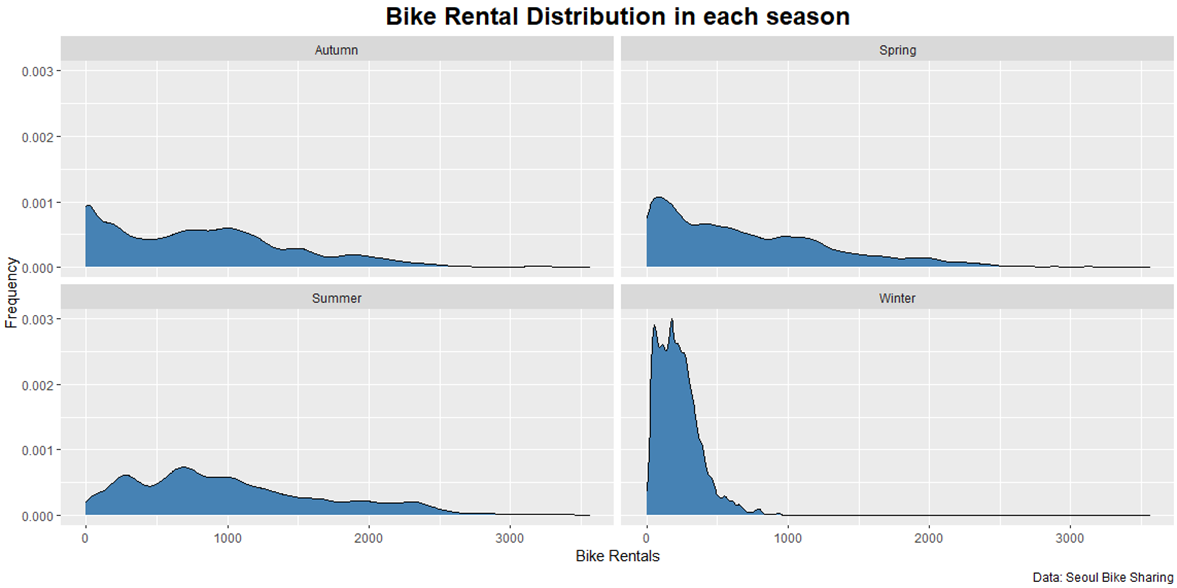 Bike Rental Distribution in each season
Autumn
Spring
0.003
0.002
0.001
0.000
Summer
Winter
0.003
0.002
0.001
0.000
Frequency
0 1000 2000 3000
0 1000 2000 3000
Bike Rentals
Data: Seoul Bike Sharing